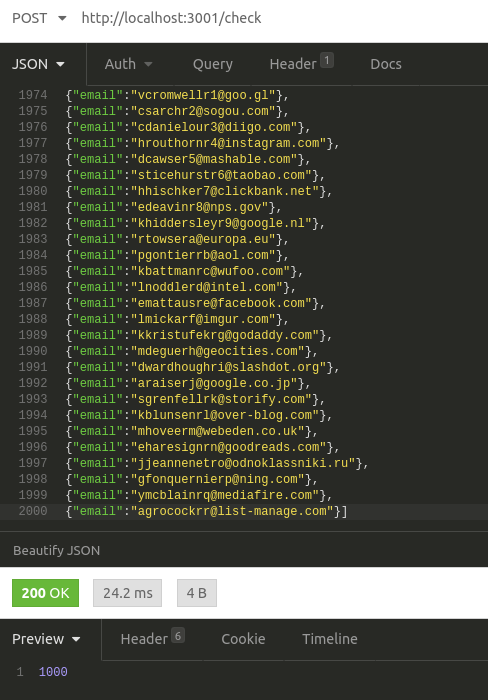 POST http://localhost:3001/check
JSON Auth Query Header 1 Docs
1974 {"email":"vcromwellr1@goo.gl"},
1975 {"email":"csarchr2@sogou.com"},
1976 {"email":"cdanielour3@diigo.com"},
1977 {"email":"hrouthornr4@instagram.com"},
1978 {"email":"dcawser5@mashable.com"},
1979 {"email":"sticehurstr6@taobao.com"},
1980 {"email":"hhischker7@clickbank.net"},
1981 {"email":"edeavinr8@nps.gov"},
1982 {"email":"khiddersleyr9@google.nl"},
1983 {"email":"rtowsera@europa.eu"},
1984 {"email":"pgontierrb@aol.com"},
1985 {"email":"kbattmanrc@wufoo.com"},
1986 {"email":"lnoddlerd@intel.com"},
1987 {"email":"emattausre@facebook.com"},
1988 {"email":"lmickarf@imgur.com"},
1989 {"email":"kkristufekrg@godaddy.com"},
1990 {"email":"mdeguerh@geocities.com"},
1991 {"email":"dwardhoughri@slashdot.org"},
1992 {"email":"araiserj@google.co.jp"},
1993 {"email":"sgrenfellrk@storify.com"},
1994 {"email":"kblunsenrl@over-blog.com"},
1995 {"email":"mhoveerm@webeden.co.uk"},
1996 {"email":"eharesignrn@goodreads.com"},
1997 {"email":"jjeannenetro@odnoklassniki.ru"},
1998 {"email":"gfonquernierp@ning.com"},
1999 {"email":"ymcblainrq@mediafire.com"},
2000 {"email":"agrocockrr@list-manage.com"}]
Beautify JSON
200 OK 24.2 ms 4 B
Preview Header 6 Cookie Timeline
1 1000